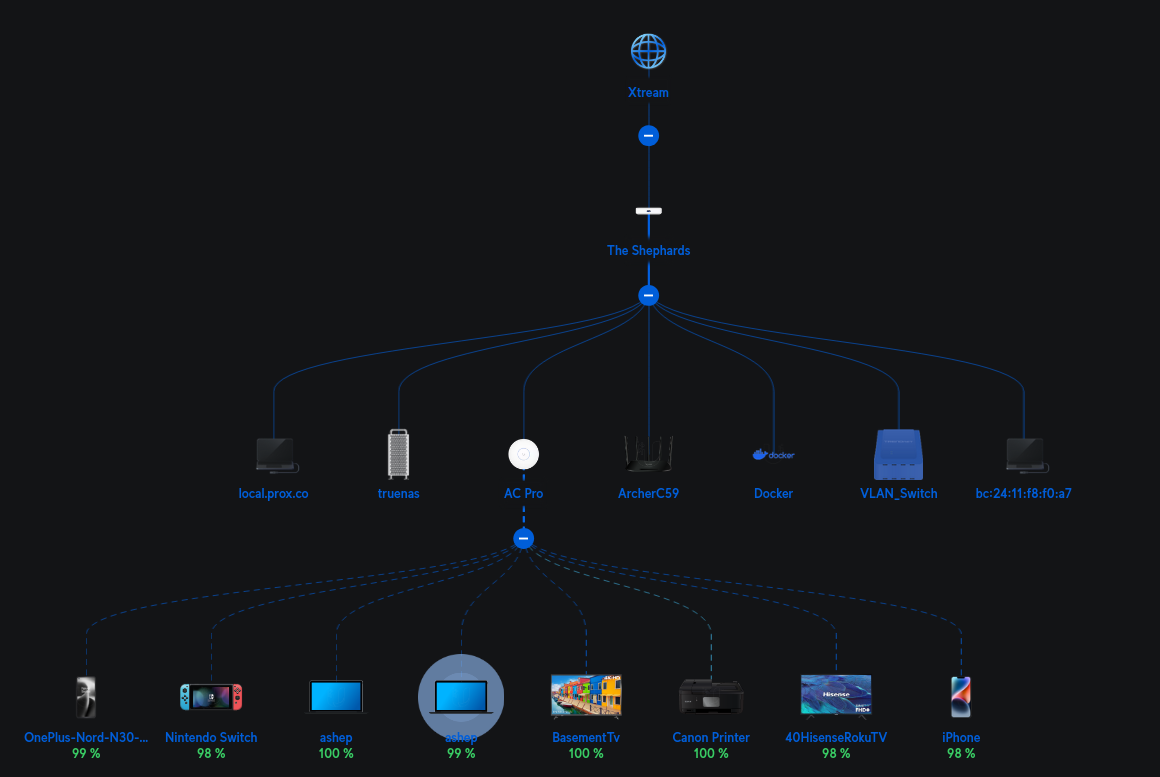 Xtream
The Shephards
docker
local.prox.co
truenas
AC Pro
ArcherC59
Docker
VLAN_Switch
bc:24:11:f8:f0:a7
4K HD
Hisense
OnePlus-Nord-N30-...
Nintendo Switch
ashep
ashep
BasementTv
Canon Printer
40HisenseRokuTV
iPhone
99 %
98 %
100 %
99 %
100 %
100 %
98 %
98 %